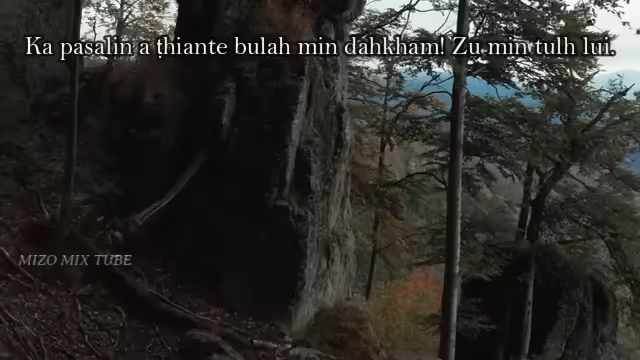 Ka pasalin a ṭhiante bulah min dahkham! Zu min tulh lui.
MIZO MIX TUBE